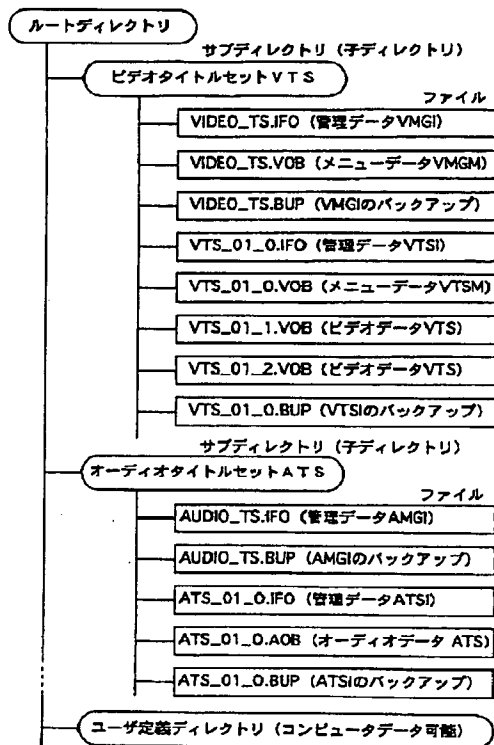 ルートディレクトリ
サブディレクトリ (子ディレクトリ)
ビデオタイトルセットVTS
ファイル
VIDEO_TS.IFO (管理データVMGI)
VIDEO_TS.VOB (メニューデータVMGM)
VIDEO_TS.BUP (VMGIのバックアップ)
VTS_01_0.IFO (管理データVTSI)
VTS_01_0.VOB (メニューデータVTSM)
VTS_01_1.VOB (ビデオデータVTS)
VTS_01_2.VOB (ビデオデータVTS)
VTS_01_0.BUP (VTSIのバックアップ)
サブディレクトリ (子ディレクトリ)
オーディオタイトルセットATS
ファイル
AUDIO_TS.IFO (管理データAMGI)
AUDIO_TS.BUP (AMGIのバックアップ)
ATS_01_0.IFO (管理データATSI)
ATS_01_0.AOB (オーディオデータ ATS)
ATS_01_0.BUP (ATSIのバックアップ)
ユーザ定義ディレクトリ (コンピュータデータ可能)